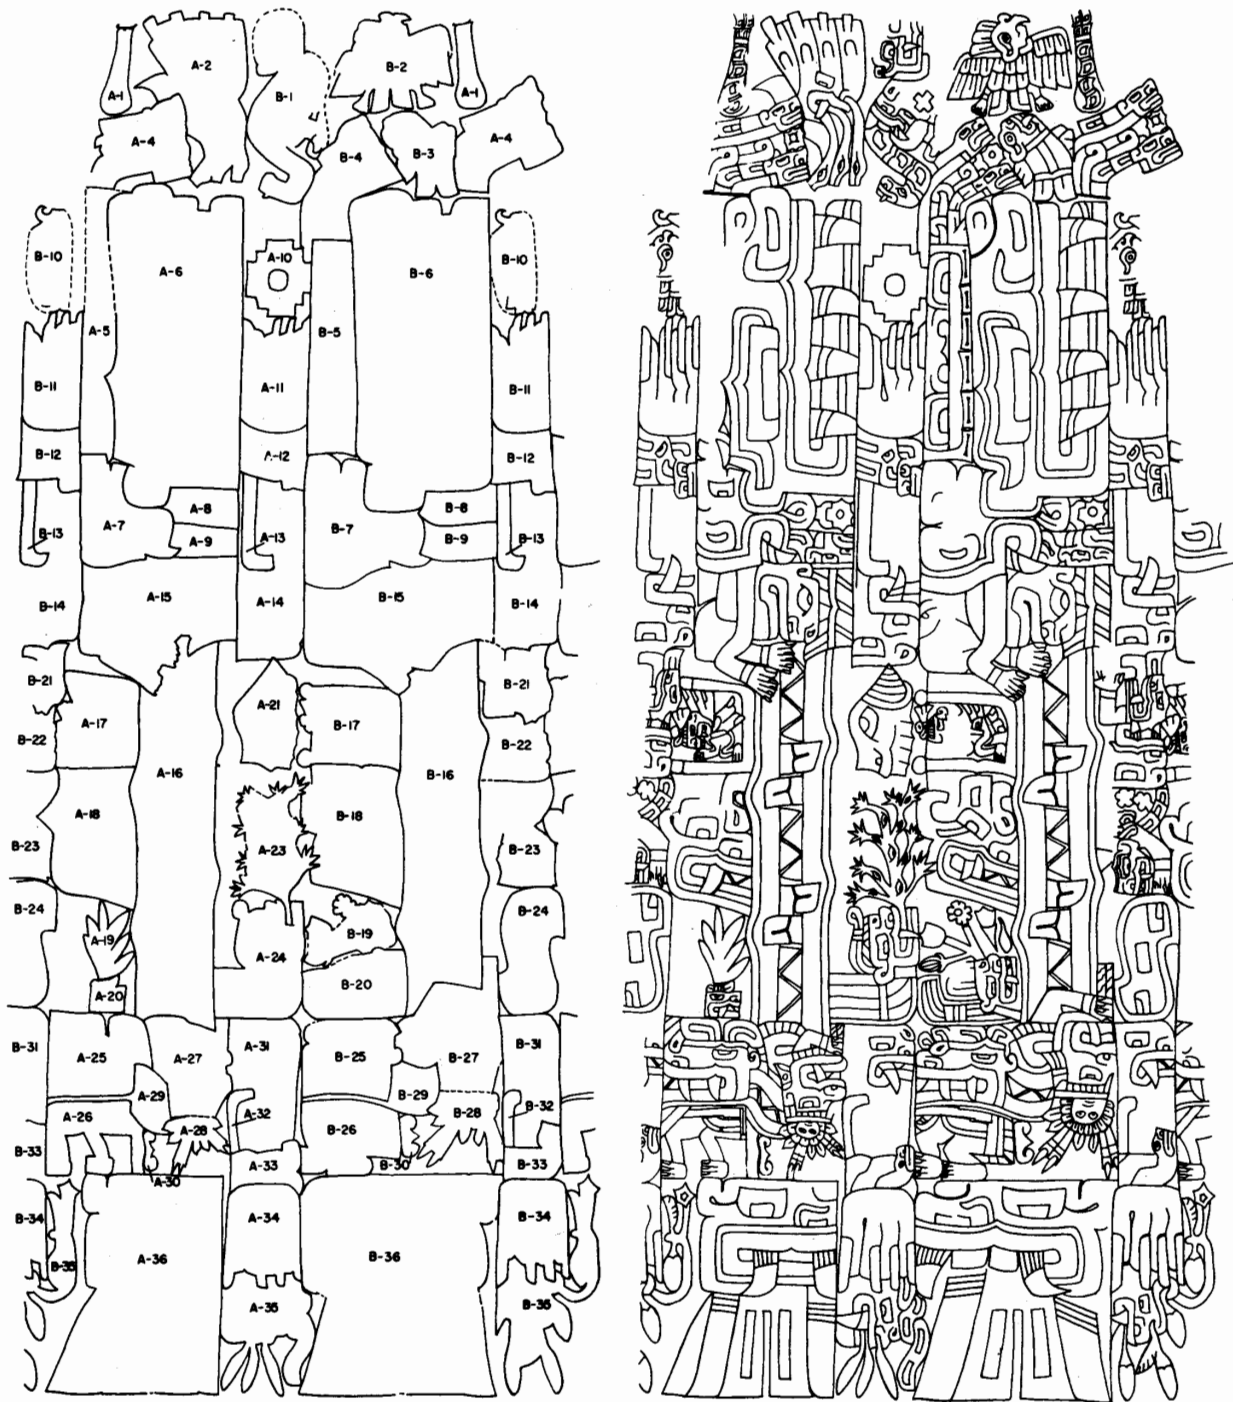 A-1 A-2 B-1 B-2 A-1
A-4 B-4 B-3 A-4
B-10 A-6 A-10 B-6 B-10
A-5 B-5
B-11 A-11 B-11
B-12 A-12 B-12
A-8 B-8
B-13 A-7 A-9 A-13 B-7 B-9 B-13
B-14 A-15 A-14 B-15 B-14
B-21 A-21 B-21
A-17 B-17
B-22 A-16 B-16 B-22
A-18 B-18
B-23 A-23 B-23
B-24 B-24
A-19 A-24 B-19
A-20 B-20
B-31 A-25 A-27 A-31 B-25 B-27 B-31
A-29 B-29
A-26 A-28 A-32 B-26 B-28 B-32
B-33 A-33 B-30 B-33
A-30
B-34 A-34 B-34
B-35 A-36 B-36
A-35 B-35